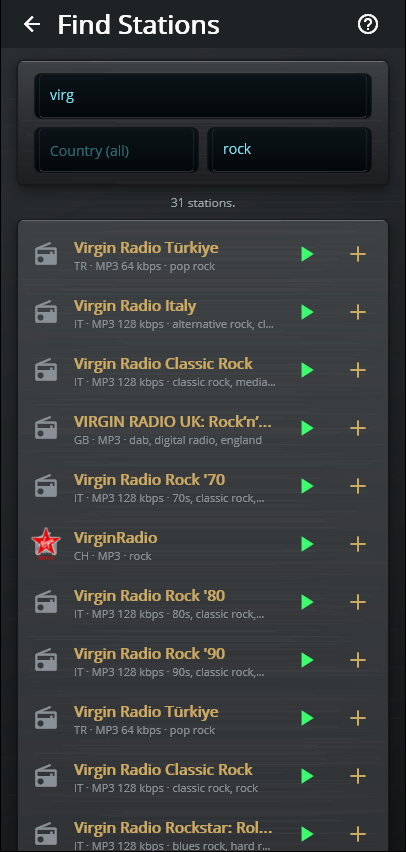 Find Stations
virg
Country (all)
rock
31 stations.
Virgin Radio Türkiye
TR · MP3 64 kbps · pop rock
Virgin Radio Italy
IT · MP3 128 kbps · alternative rock, cl...
Virgin Radio Classic Rock
IT · MP3 128 kbps · classic rock, media...
VIRGIN RADIO UK: Rock’n’...
GB · MP3 · dab, digital radio, england
Virgin Radio Rock '70
IT · MP3 128 kbps · 70s, classic rock,...
VirginRadio
CH · MP3 · rock
Virgin Radio Rock '80
IT · MP3 128 kbps · 80s, classic rock,...
Virgin Radio Rock '90
IT · MP3 128 kbps · 90s, classic rock,...
Virgin Radio Türkiye
TR · MP3 64 kbps · pop rock
Virgin Radio Classic Rock
IT · MP3 128 kbps · classic rock, rock
Virgin Radio Rockstar: Rol...
IT · MP3 128 kbps · blues rock, hard r...